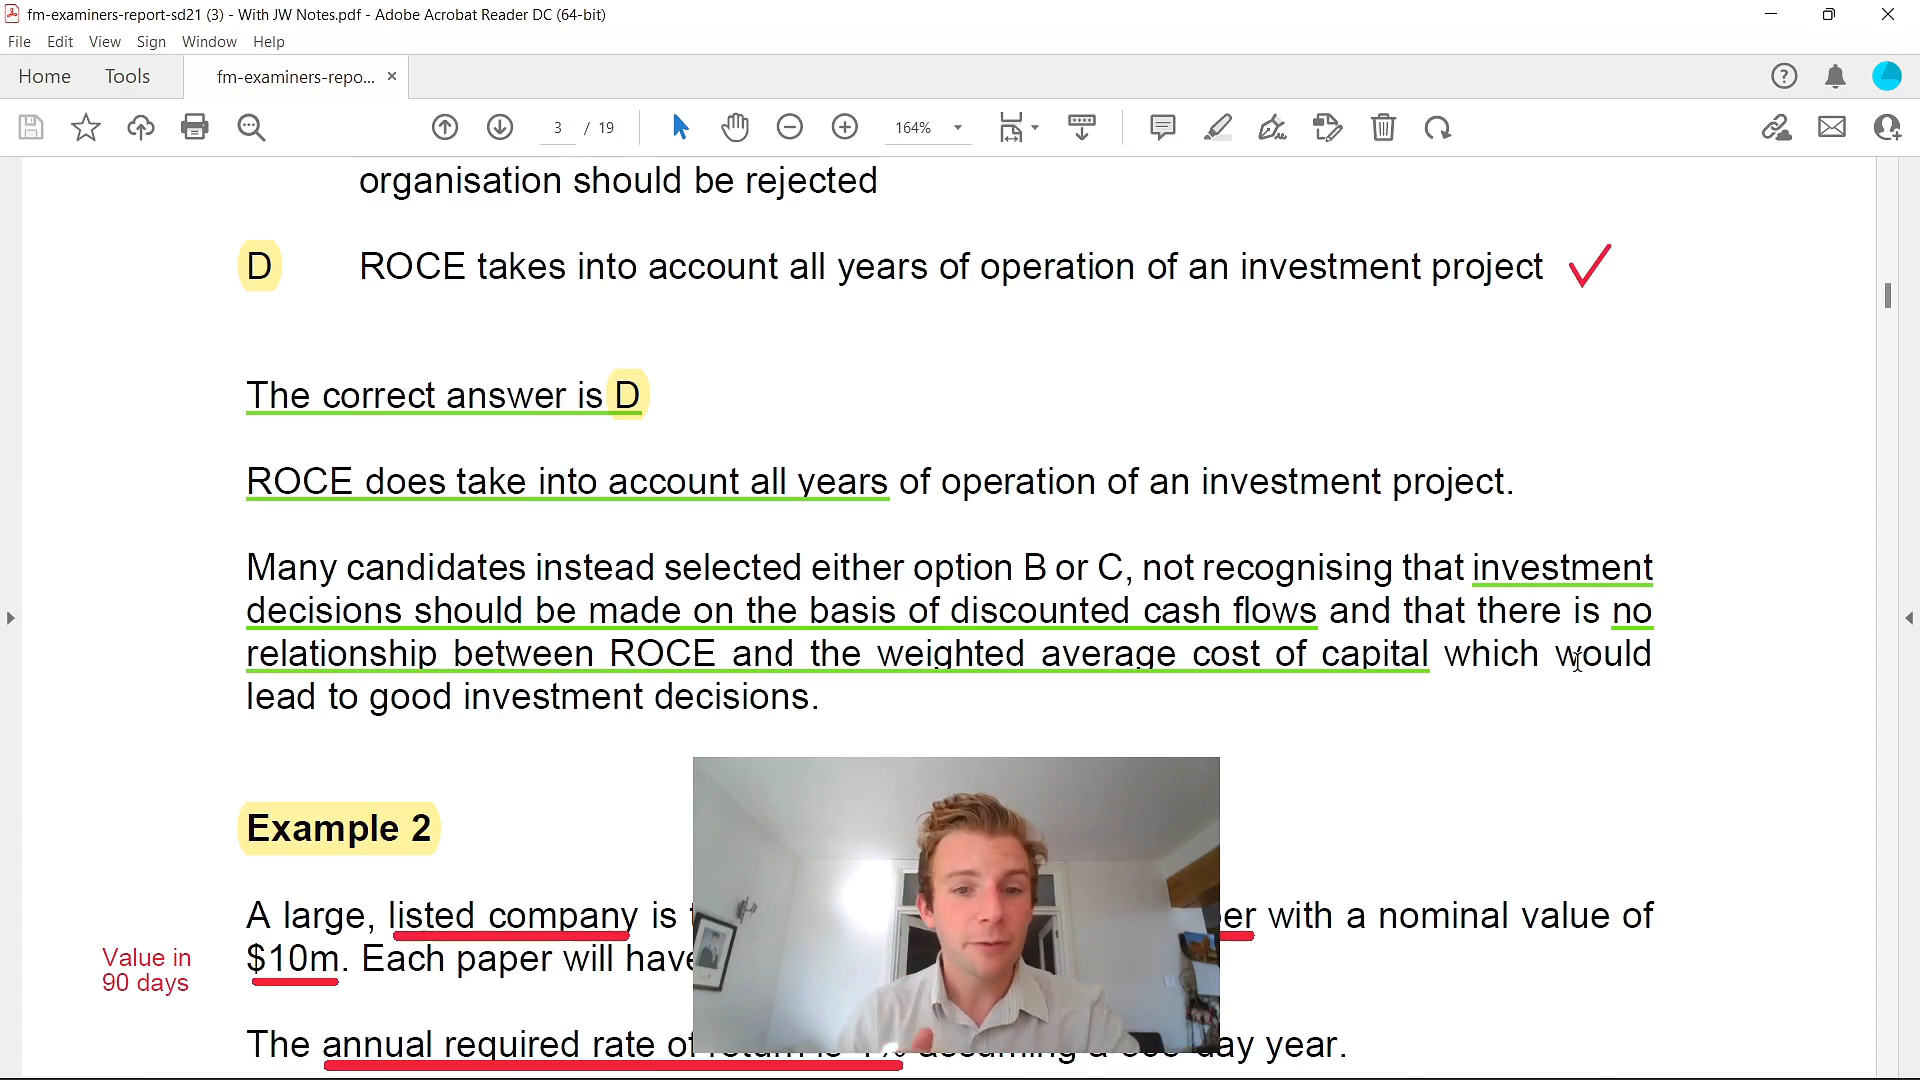 fm-examiners-report-sd21 (3) - With JW Notes.pdf - Adobe Acrobat Reader DC (64-bit)
File Edit View Sign Window Help
Home Tools fm-examiners-repo... ×
3 / 19 164%
organisation should be rejected
D ROCE takes into account all years of operation of an investment project
The correct answer is D
ROCE does take into account all years of operation of an investment project.
Many candidates instead selected either option B or C, not recognising that investment
decisions should be made on the basis of discounted cash flows and that there is no
relationship between ROCE and the weighted average cost of capital which would
lead to good investment decisions.
Example 2
A large, listed company is with a nominal value of
Value in
90 days
$10m. Each paper will have
The annual required rate of year.